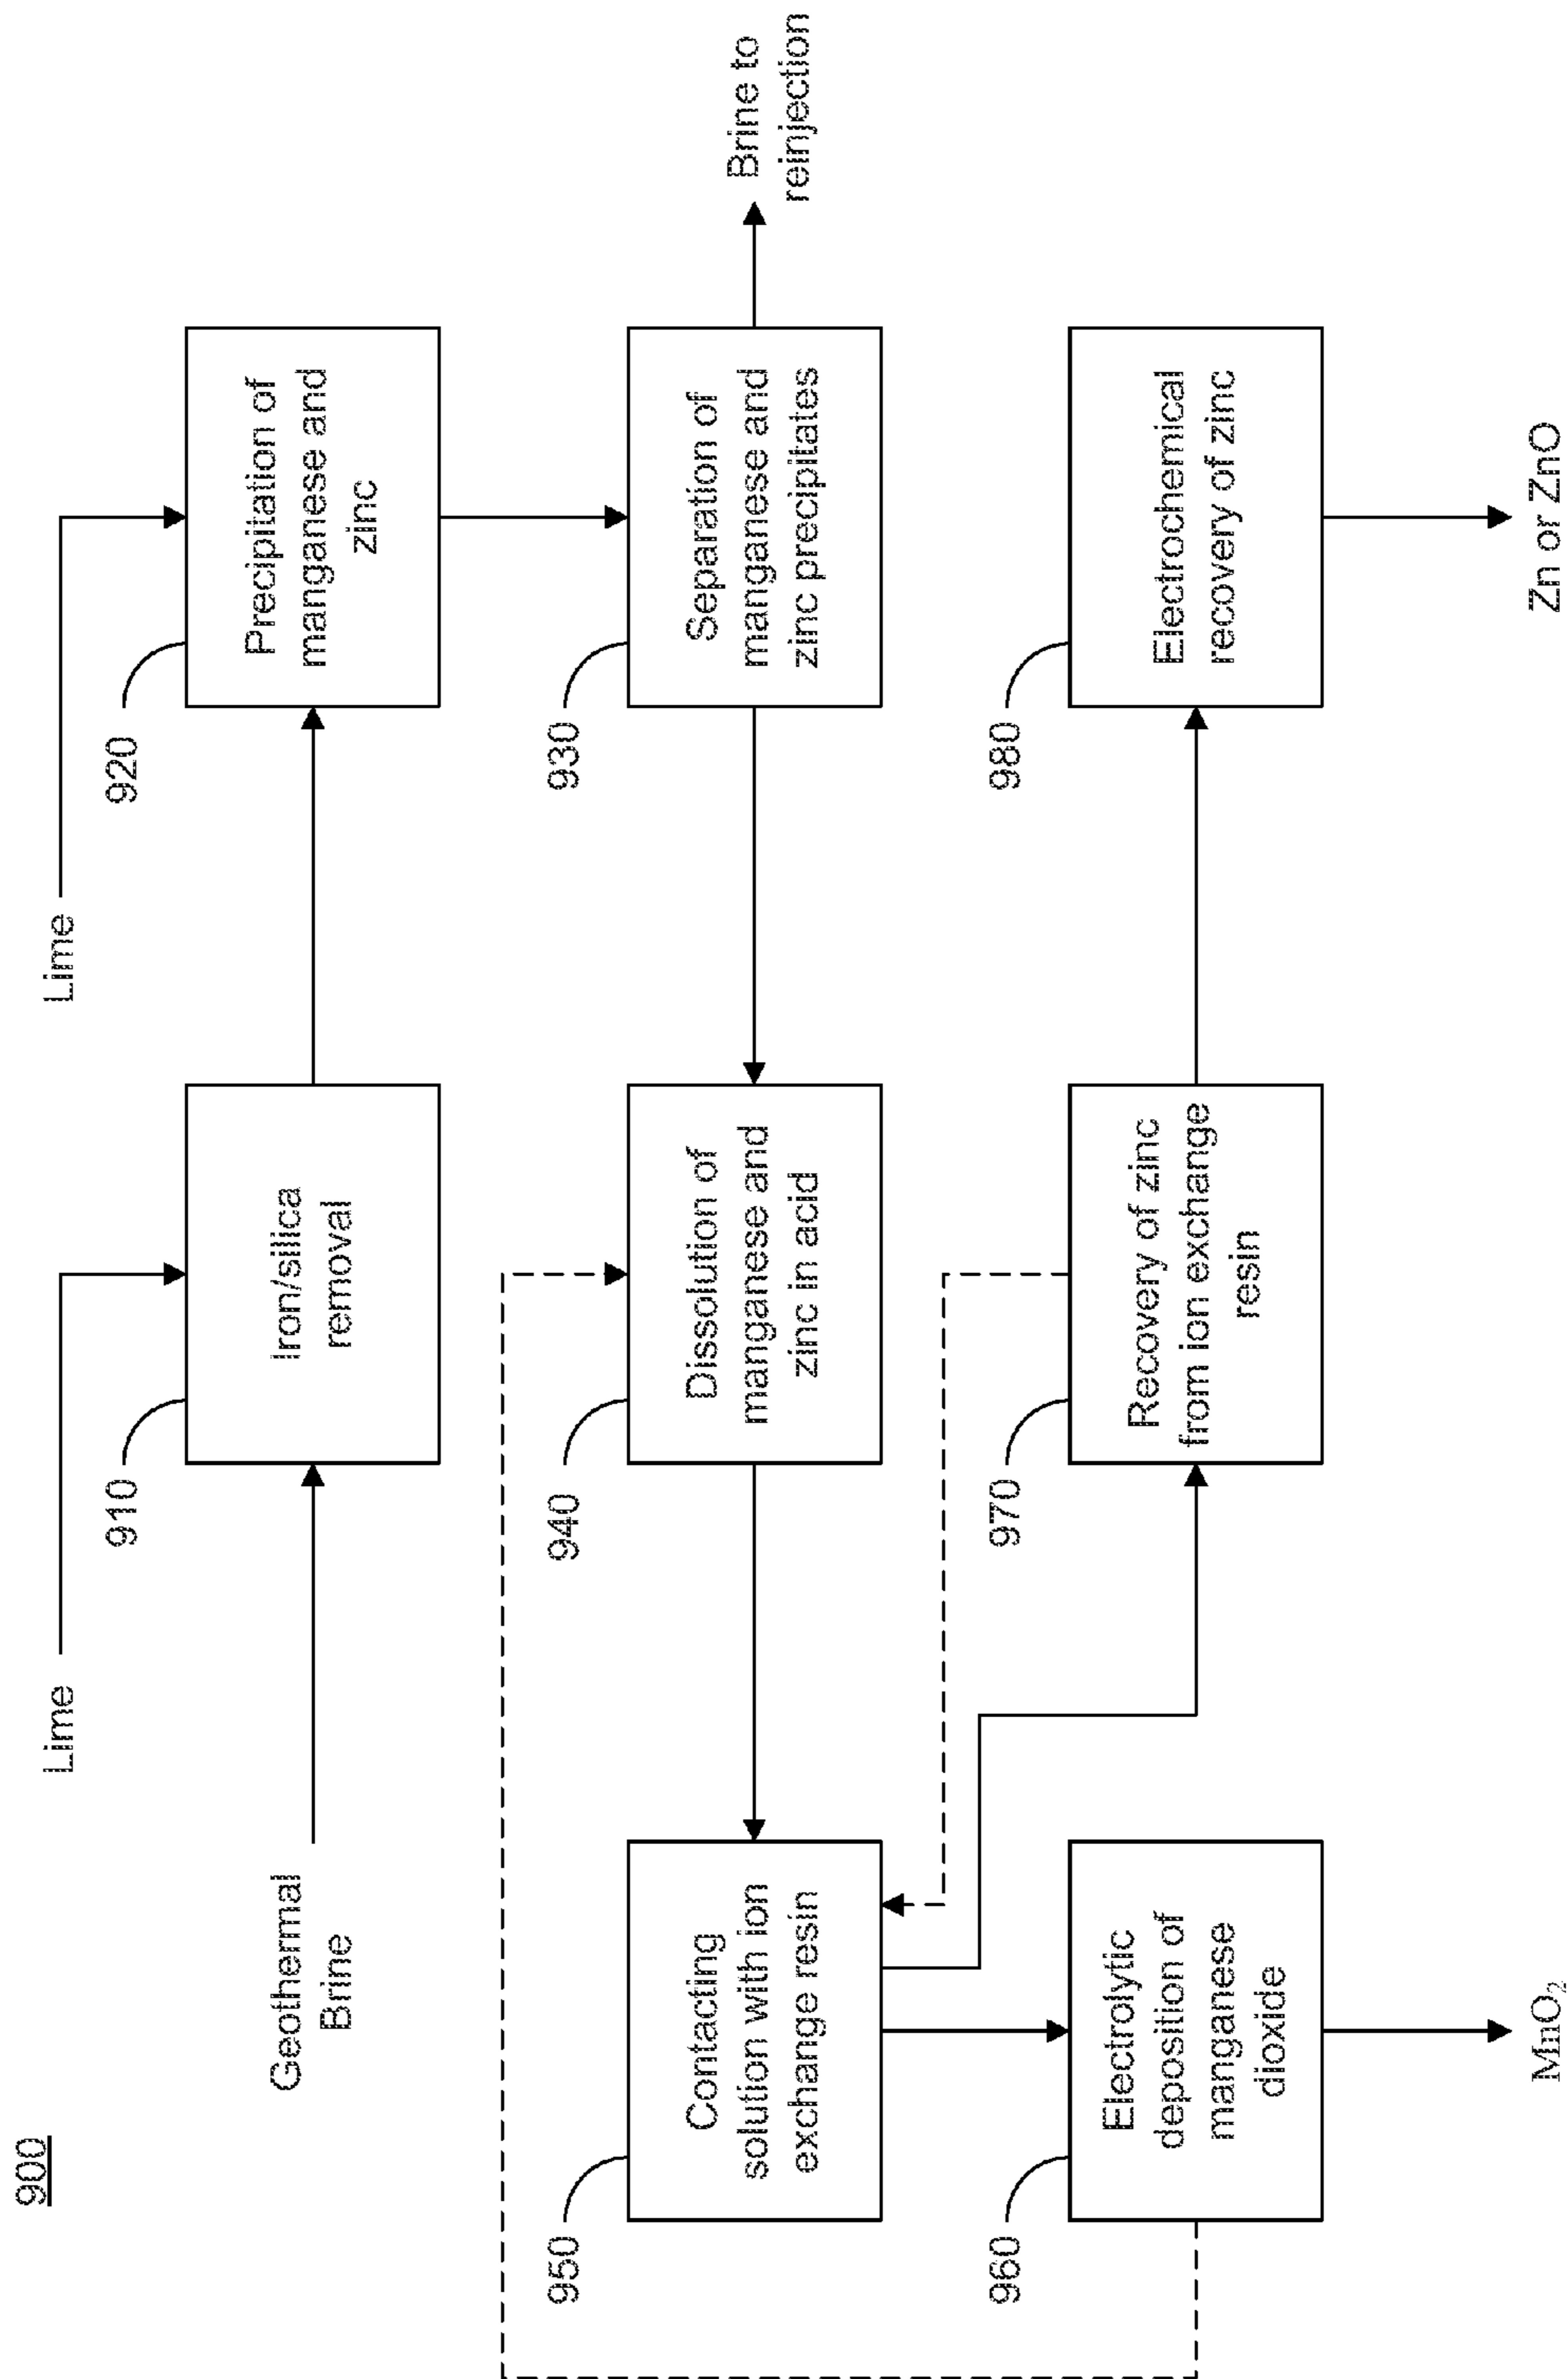 900
Lime
Lime
Geothermal
Brine
910
Iron/silica
removal
920
Precipitation of
manganese and
zinc
950
Contacting
solution with ion
exchange resin
940
Dissolution of
manganese and
zinc in acid
930
Separation of
manganese and
zinc precipitates
Brine to
reinjection
960
Electrolytic
deposition of
manganese
dioxide
970
Recovery of zinc
from ion exchange
resin
980
Electrochemical
recovery of zinc
MnO₂
Zn or ZnO